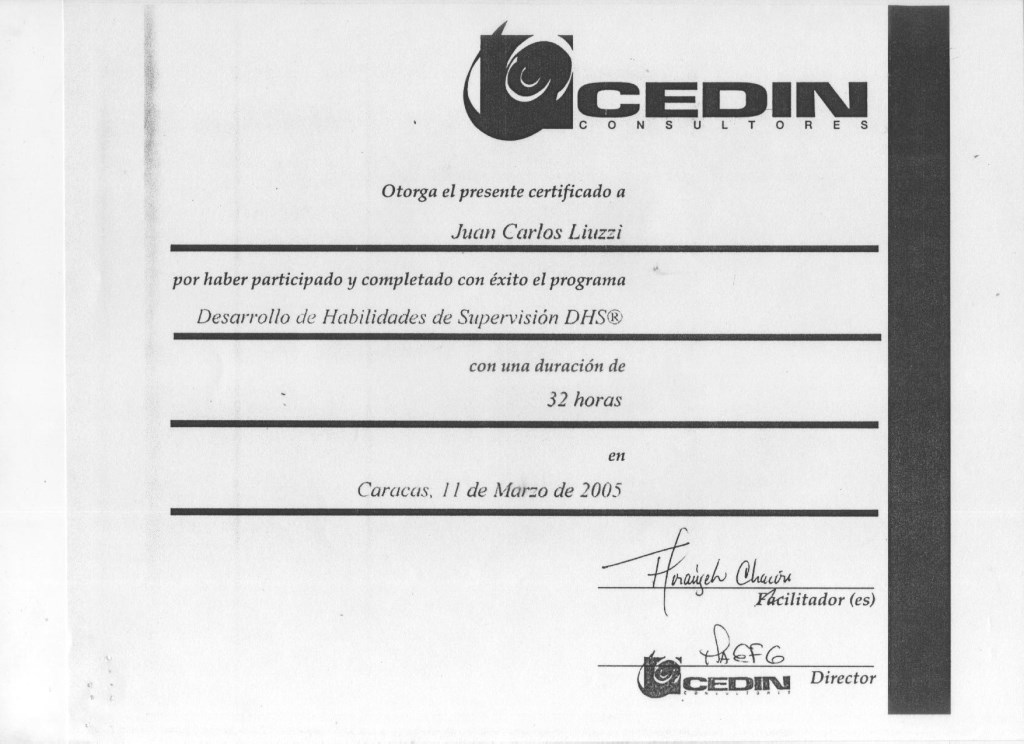 CEDIN
CONSULTORES
Otorga el presente certificado a
Juan Carlos Liuzzi
por haber participado y completado con éxito el programa
Desarrollo de Habilidades de Supervisión DHS®
con una duración de
32 horas
en
Caracas, 11 de Marzo de 2005
Chacón
Facilitador (es)
CEDIN
CONSULTORES
Director